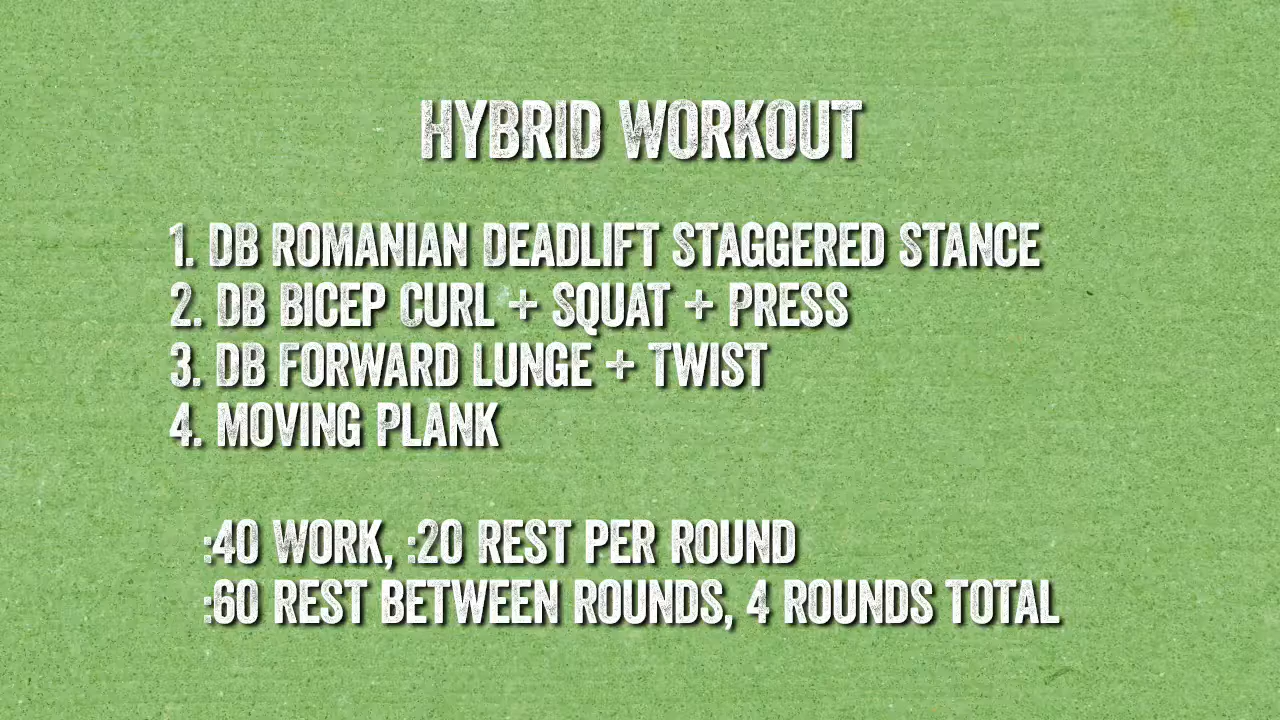 HYBRID WORKOUT
1. DB ROMANIAN DEADLIFT STAGGERED STANCE
2. DB BICEP CURL + SQUAT + PRESS
3. DB FORWARD LUNGE + TWIST
4. MOVING PLANK
:40 WORK, :20 REST PER ROUND
:60 REST BETWEEN ROUNDS, 4 ROUNDS TOTAL